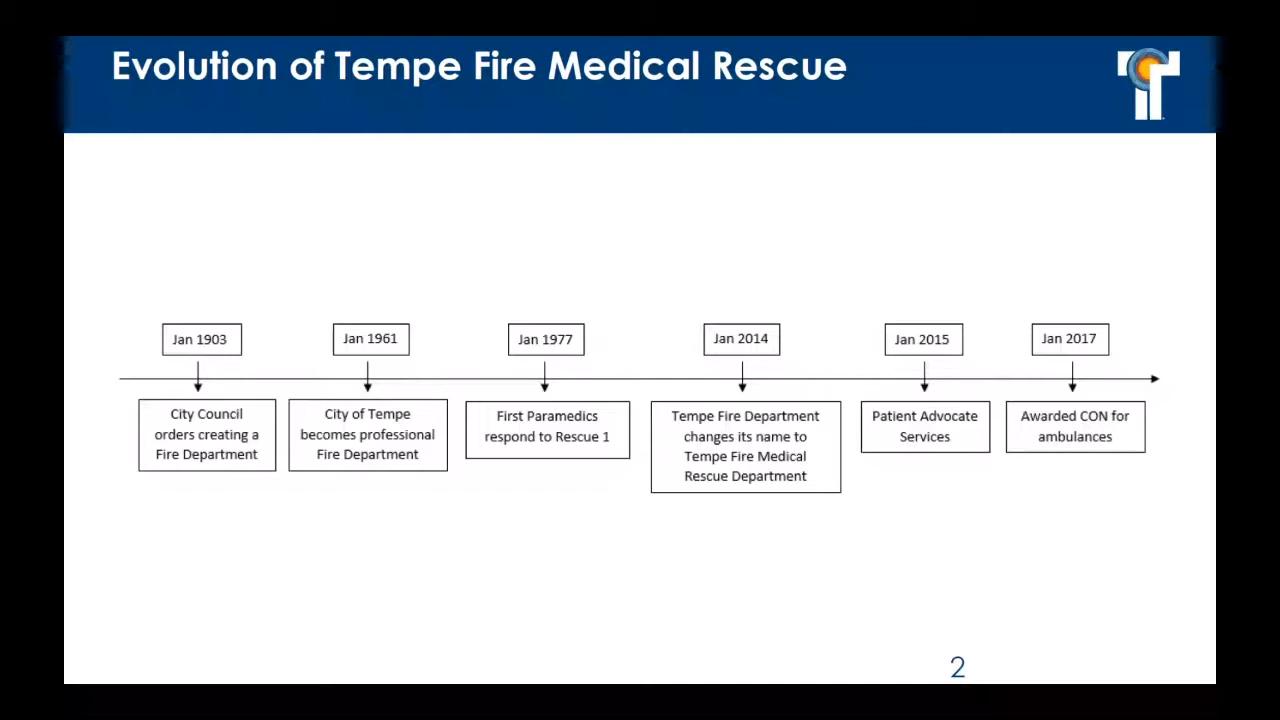 Evolution of Tempe Fire Medical Rescue
Jan 1903
Jan 1961
Jan 1977
Jan 2014
Jan 2015
Jan 2017
City Council
orders creating a
Fire Department
City of Tempe
becomes professional
Fire Department
First Paramedics
respond to Rescue 1
Tempe Fire Department
changes its name to
Tempe Fire Medical
Rescue Department
Patient Advocate
Services
Awarded CON for
ambulances
2